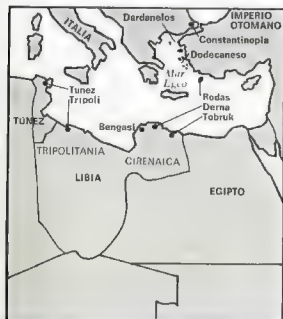 ITALIA
Dardanelos
IMPERIO
OTOMANO
Constantinopla
Dodecaneso
Mar
Egeo
Tunez
Tripoli
Rodas
Derna
Tobruk
Bengasi
TUNEZ
TRIPOLITANIA
CIRENAICA
LIBIA
EGIPTO